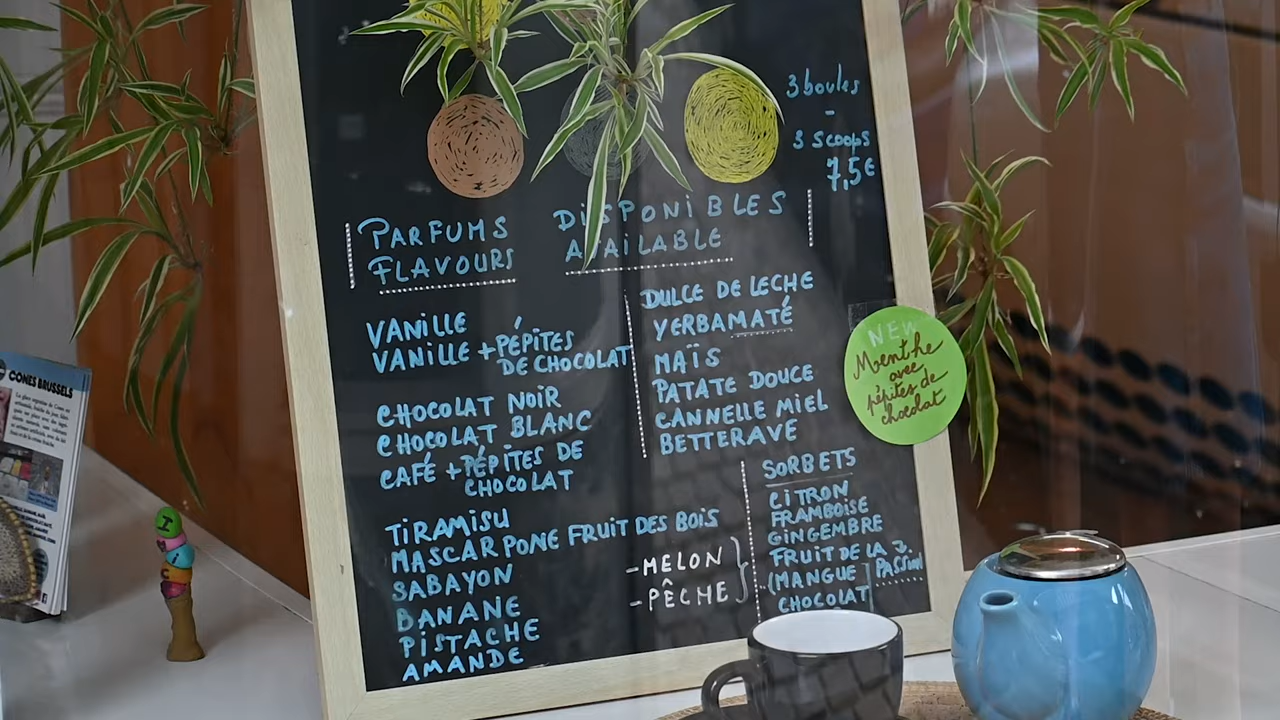 3 boules
-
3 scoops
7,5€
PARFUMS DISPONIBLES
FLAVOURS AVAILABLE
VANILLE
VANILLE + PÉPITES
DE CHOCOLAT
CHOCOLAT NOIR
CHOCOLAT BLANC
CAFÉ + PÉPITES DE
CHOCOLAT
TIRAMISU
MASCARPONE FRUIT DES BOIS
SABAYON
BANANE
PISTACHE
AMANDE
DULCE DE LECHE
YERBAMATÉ
MAÏS
PATATE DOUCE
CANNELLE MIEL
BETTERAVE
-MELON
-PÊCHE
SORBETS
CITRON
FRAMBOISE
GINGEMBRE
FRUIT DE LA
PASSION
(MANGUE
CHOCOLAT
NEW
Menthe
avec
pépites de
chocolat
CONES BRUSSELS